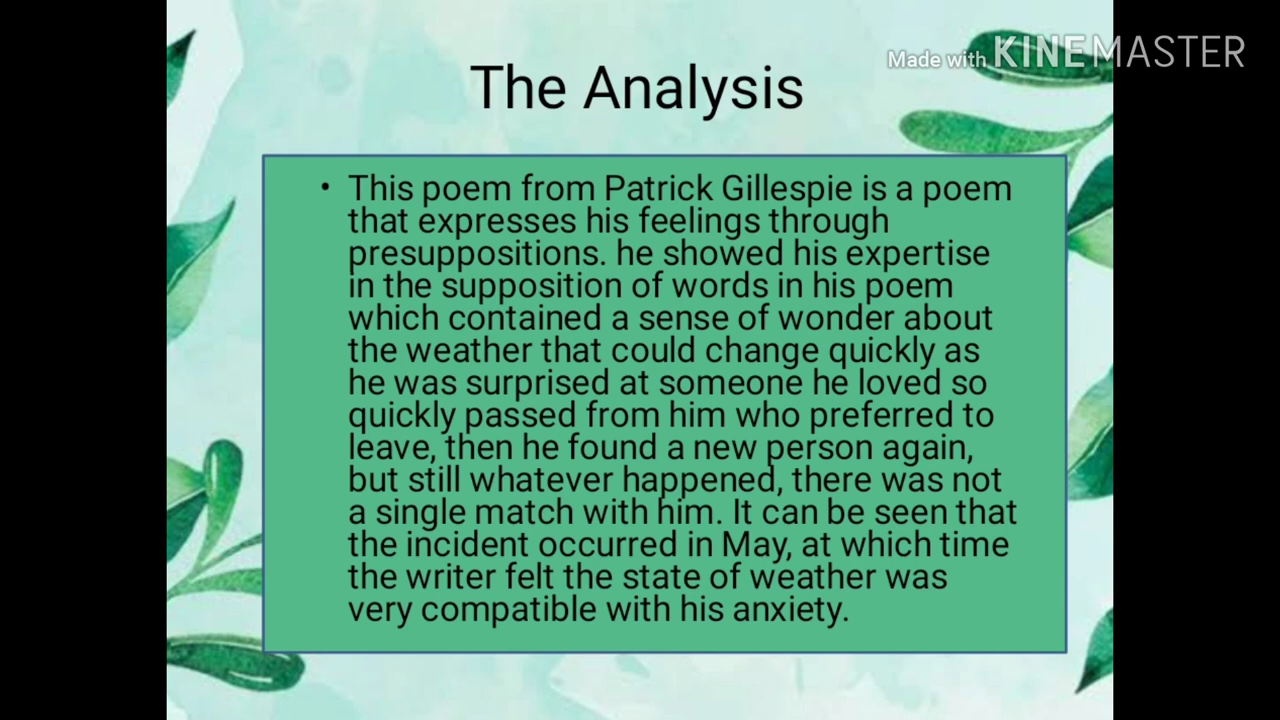 Made with KINEMASTER
The Analysis
• This poem from Patrick Gillespie is a poem
that expresses his feelings through
presuppositions. he showed his expertise
in the supposition of words in his poem
which contained a sense of wonder about
the weather that could change quickly as
he was surprised at someone he loved so
quickly passed from him who preferred to
leave, then he found a new person again,
but still whatever happened, there was not
a single match with him. It can be seen that
the incident occurred in May, at which time
the writer felt the state of weather was
very compatible with his anxiety.